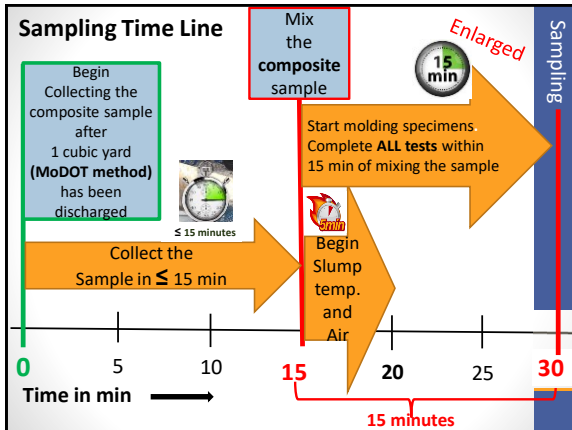 Sampling Time Line
Begin
Collecting the
composite sample
after
1 cubic yard
(MoDOT method)
has been
discharged
Mix
the
composite
sample
Enlarged
Sampling
15
min
Start molding specimens.
Complete ALL tests within
15 min of mixing the sample
≤ 15 minutes
5min
Collect the
Sample in ≤ 15 min
Begin
Slump
temp.
and
Air
0
5
10
15
20
25
30
Time in min
15 minutes